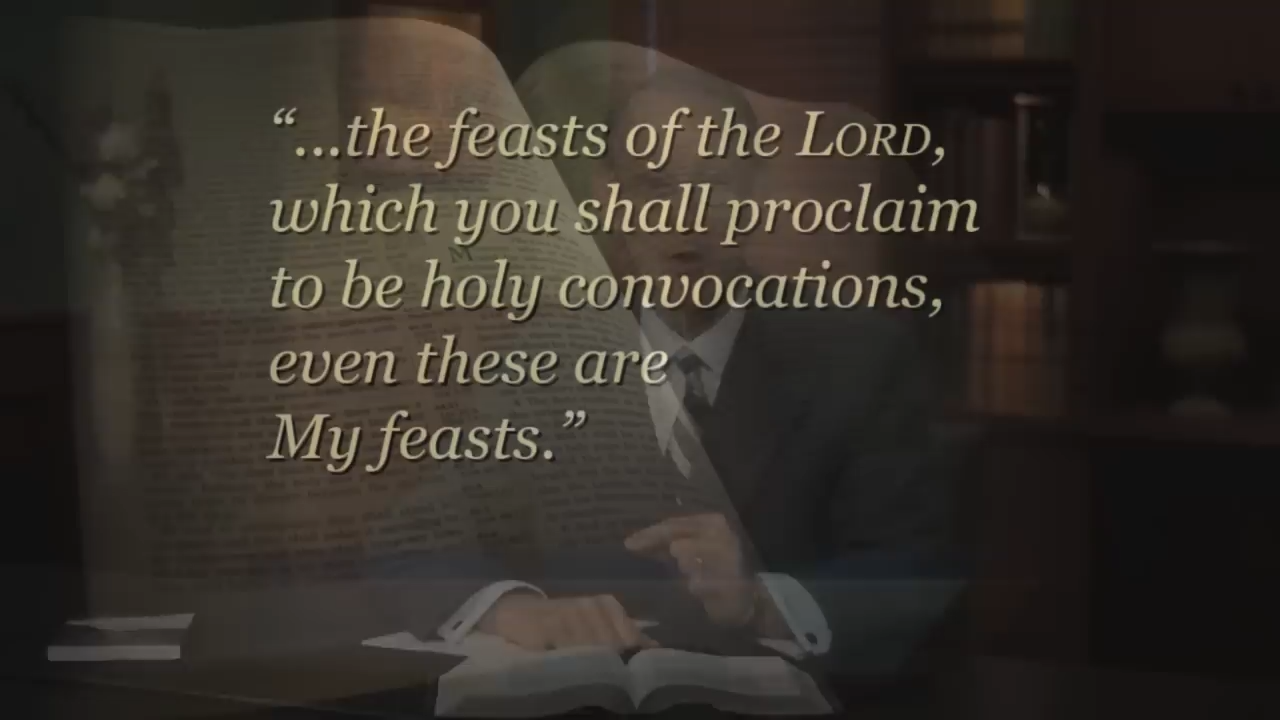 “...the feasts of the LORD,
which you shall proclaim
to be holy convocations,
even these are
My feasts.”